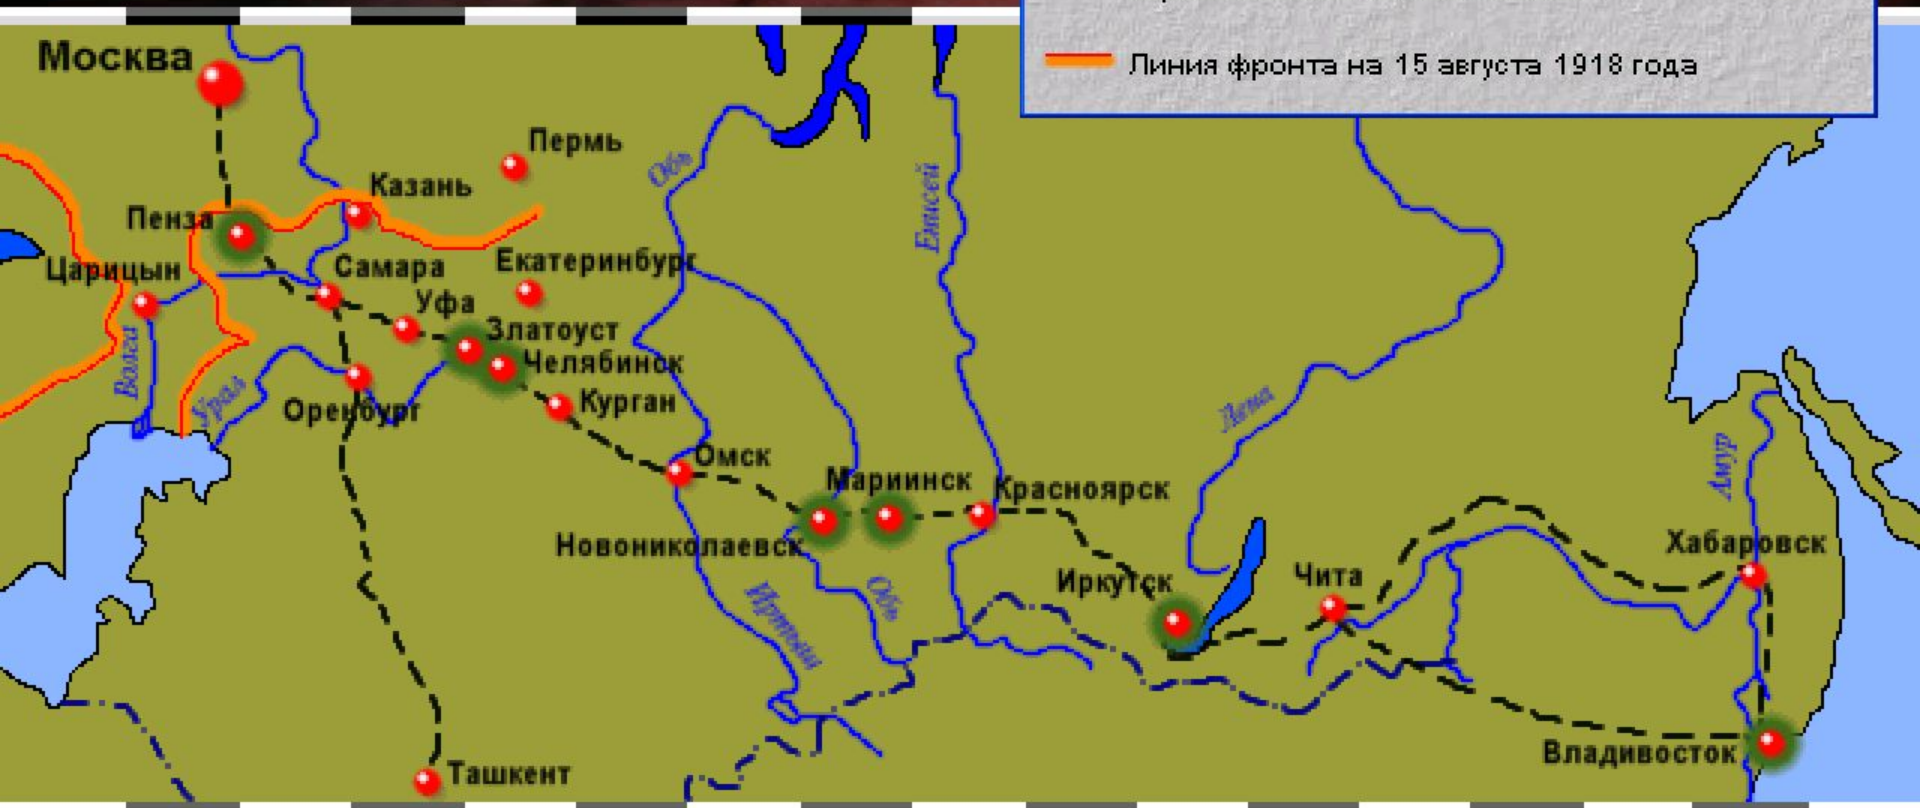 Линия фронта на 15 августа 1918 года
Москва
Пермь
Обь
Казань
Енисей
Пенза
Царицын
Самара
Екатеринбург
Уфа
Златоуст
Волга
Челябинск
Урал
Оренбург
Курган
Лена
Омск
Мариинск
Красноярск
Амур
Новониколаевск
Хабаровск
Иркутск
Чита
Обь
Иртыш
Владивосток
Ташкент